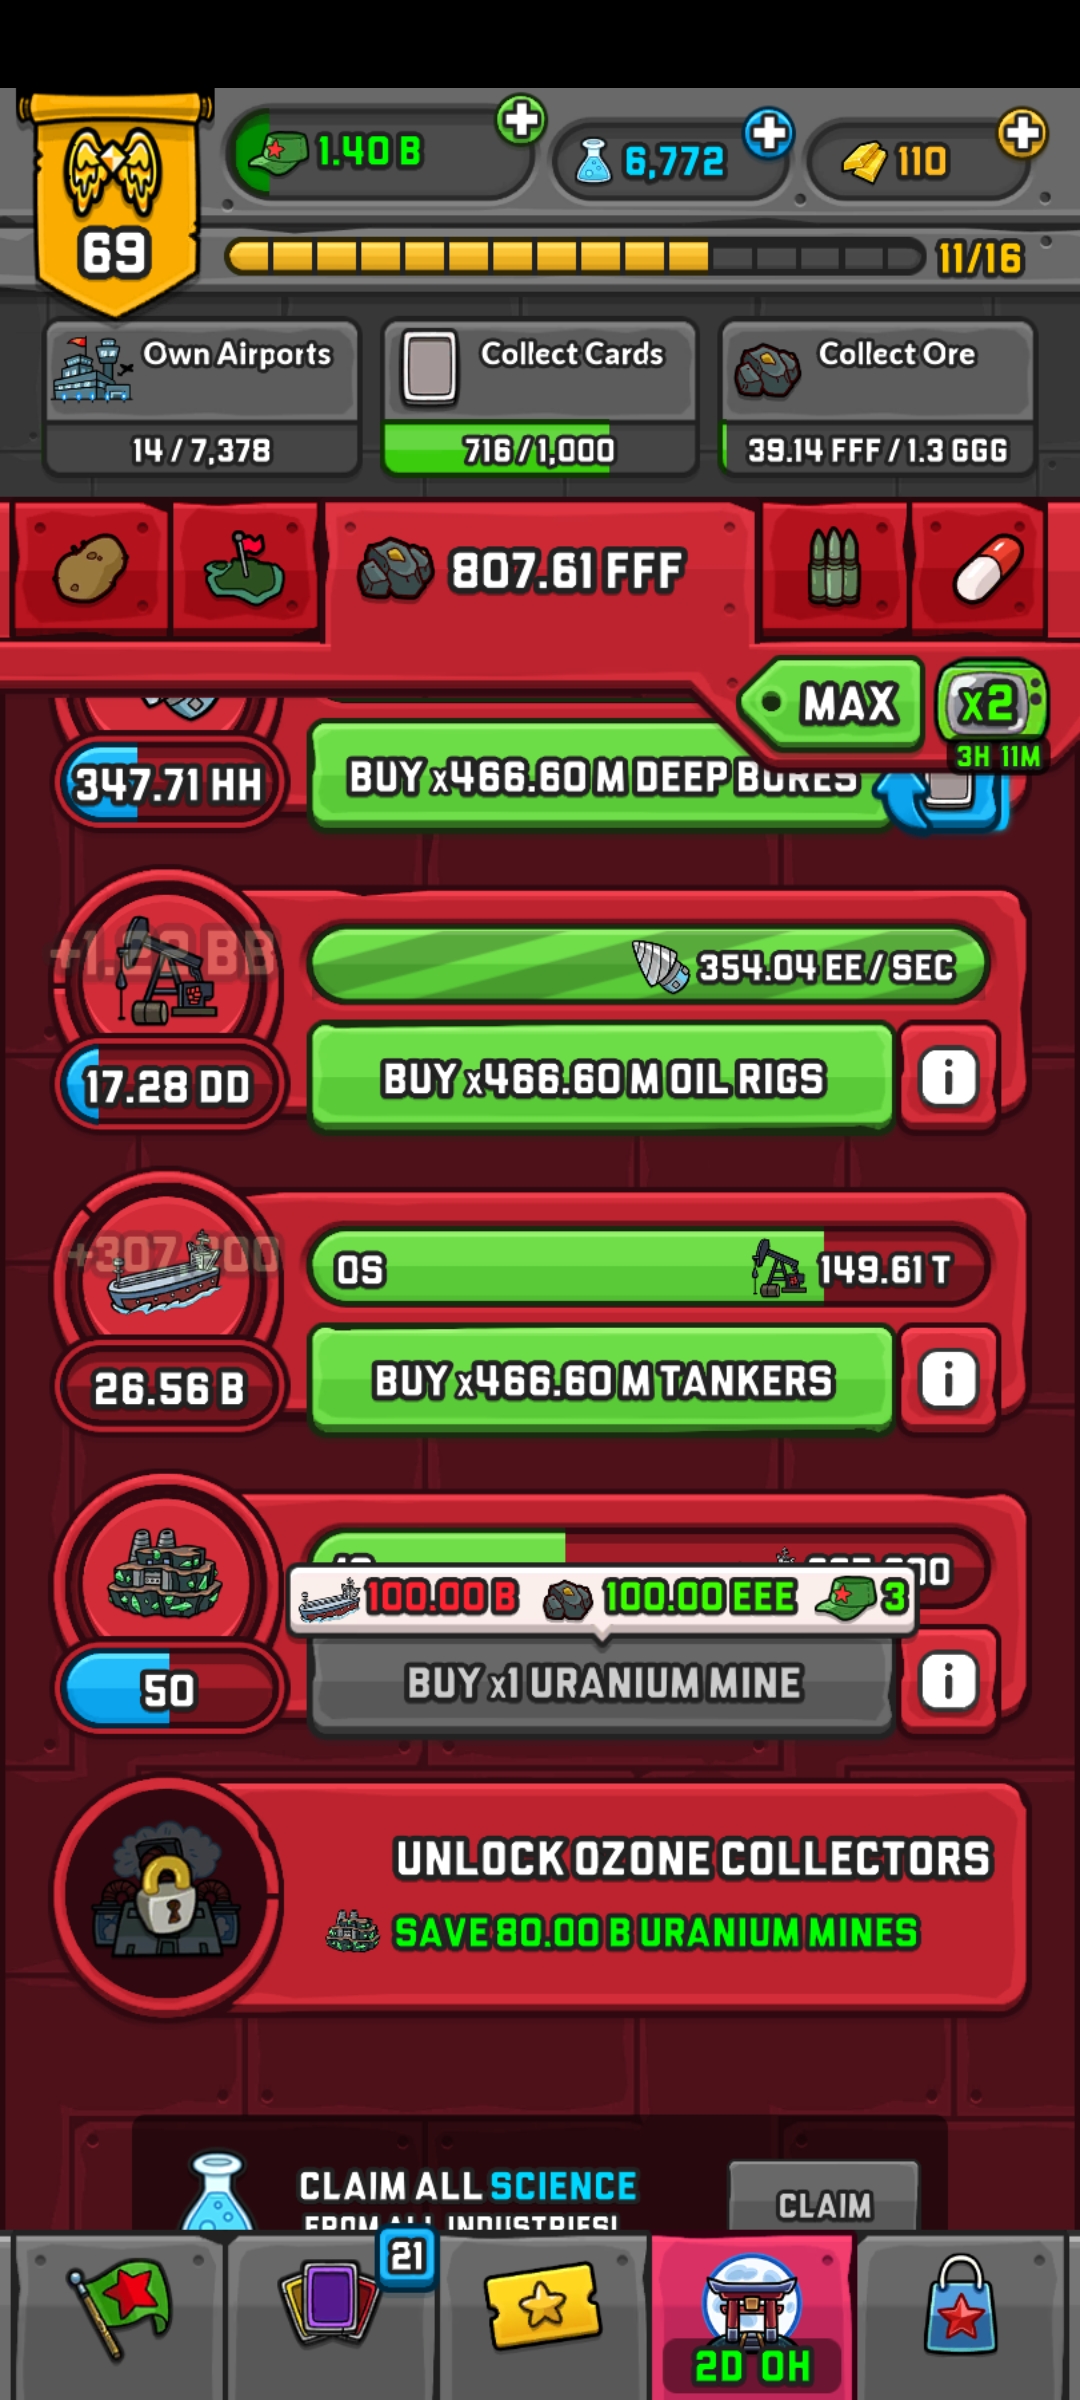 1.40 B
6,772
110
69
11/16
Own Airports
14 / 7,378
Collect Cards
716 / 1,000
Collect Ore
39.14 FFF / 1.3 GGG
807.61 FFF
MAX
x2
3H 11M
347.71 HH
BUY x466.60 M DEEP BORES
354.04 EE / SEC
17.28 DD
BUY x466.60 M OIL RIGS
0S
149.61 T
26.56 B
BUY x466.60 M TANKERS
100.00 B
100.00 EEE
3
50
BUY x1 URANIUM MINE
UNLOCK OZONE COLLECTORS
SAVE 80.00 B URANIUM MINES
CLAIM ALL SCIENCE
FROM ALL INDUSTRIES!
CLAIM
21
2D 0H